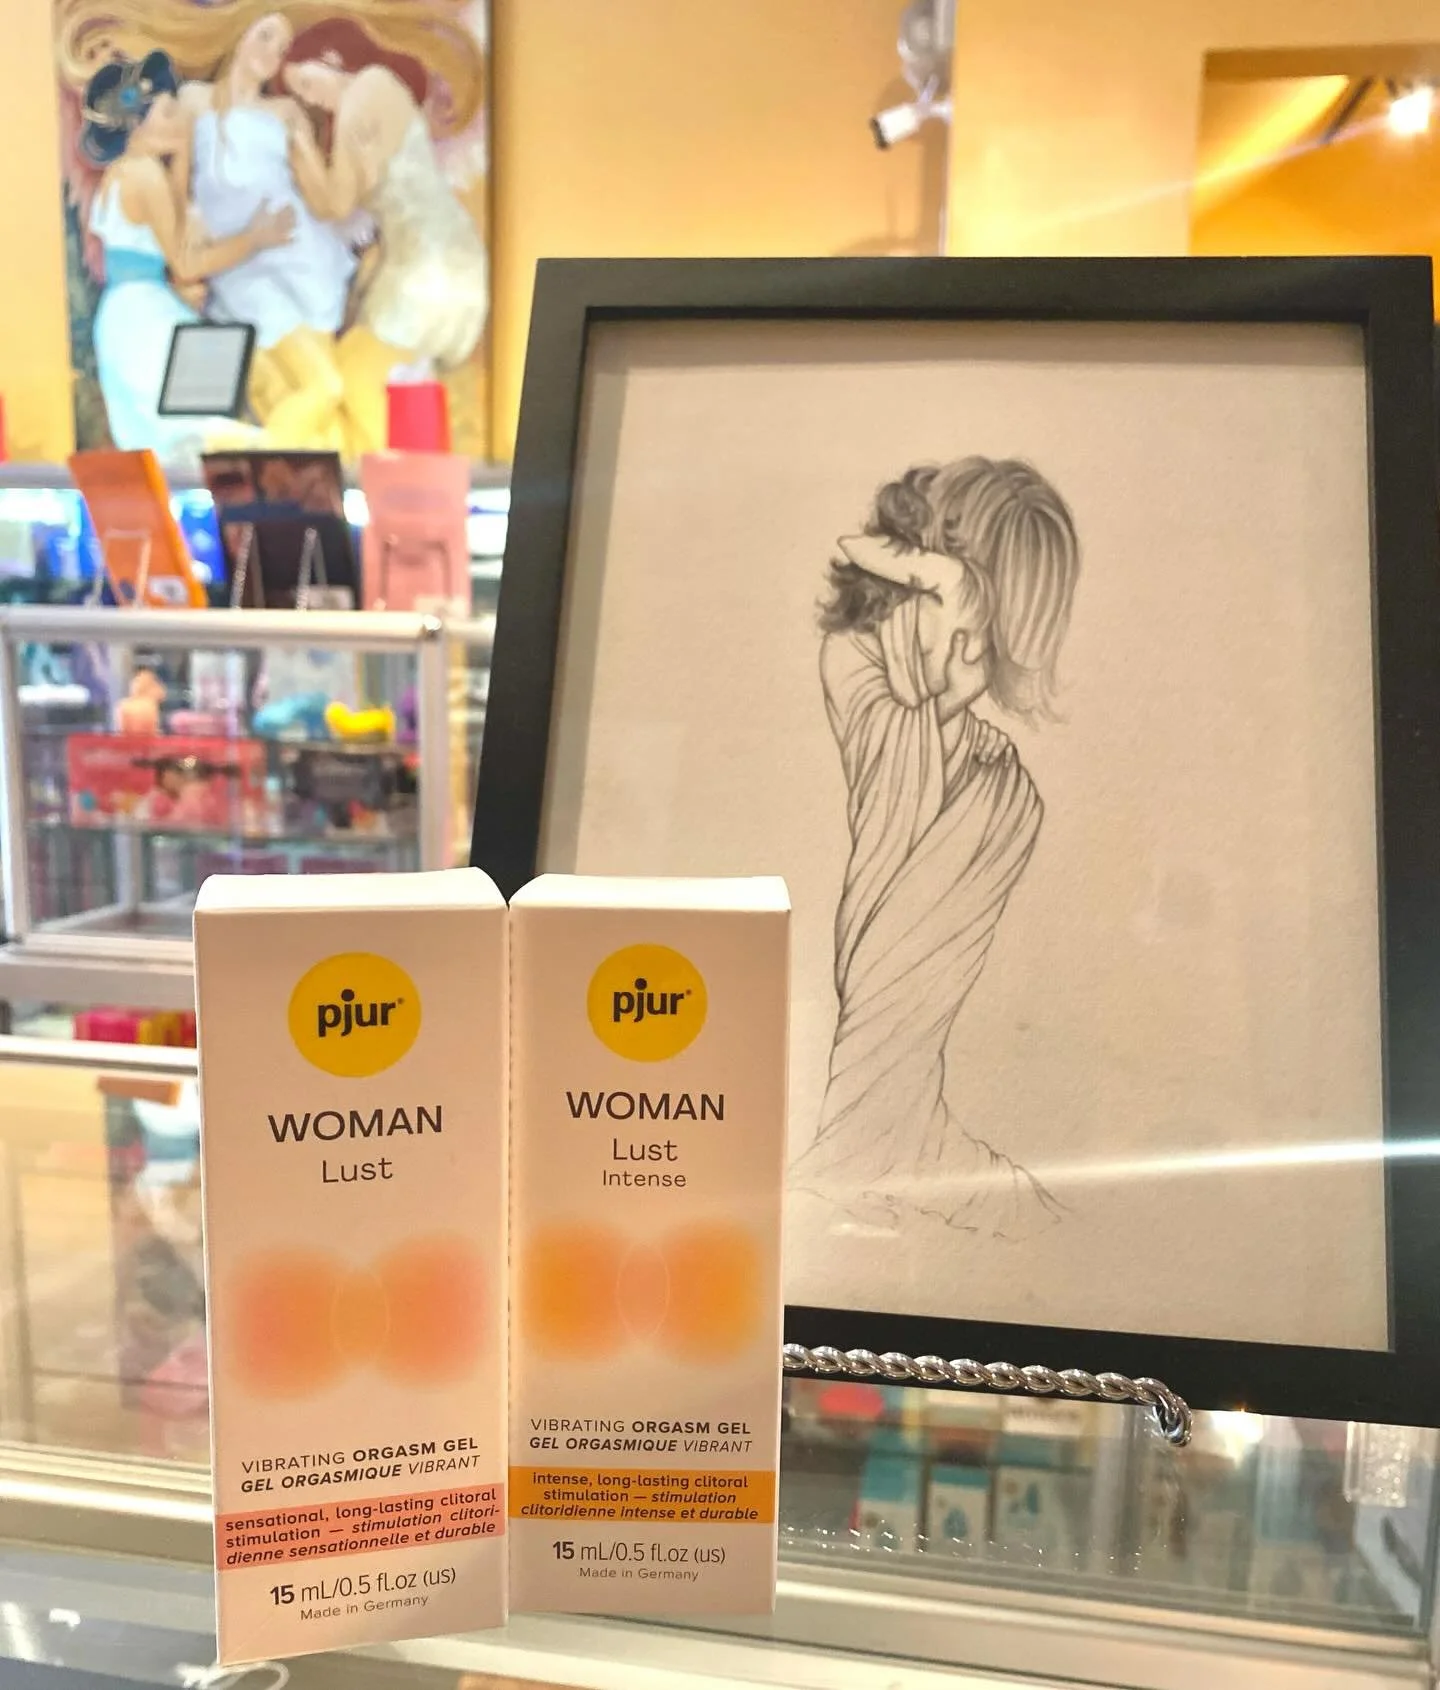 pjur®
WOMAN
Lust
VIBRATING ORGASM GEL
GEL ORGASMIQUE VIBRANT
sensational, long-lasting clitoral
stimulation — stimulation clitori-
dienne sensationnelle et durable
15 mL/0.5 fl.oz (us)
Made in Germany
pjur®
WOMAN
Lust
Intense
VIBRATING ORGASM GEL
GEL ORGASMIQUE VIBRANT
intense, long-lasting clitoral
stimulation — stimulation
clitoridienne intense et durable
15 mL/0.5 fl.oz (us)
Made in Germany